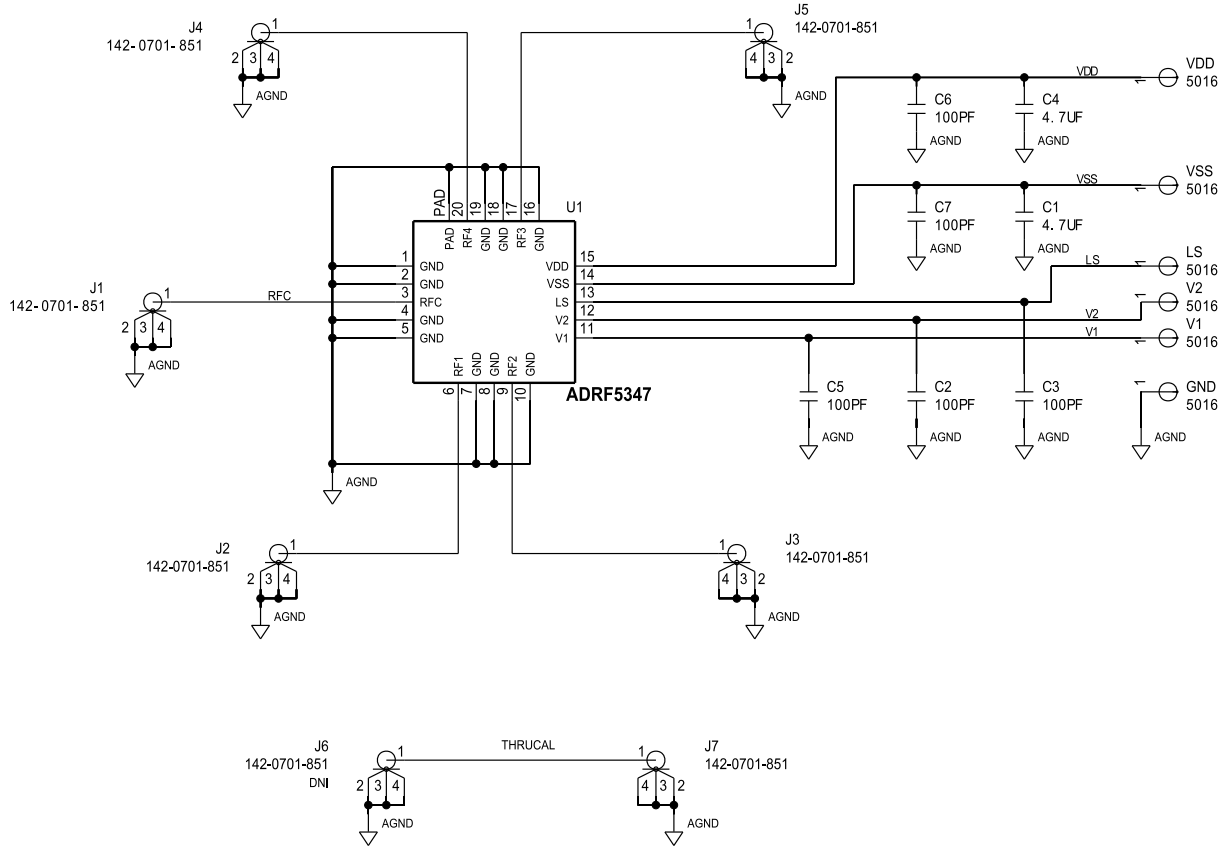 J4
142-0701-851
1
2 3 4
AGND
J5
142-0701-851
1
4 3 2
AGND
VDD
1
VDD
5016
C6
100PF
AGND
C4
4.7UF
AGND
VSS
1
VSS
5016
C7
100PF
AGND
C1
4.7UF
AGND
PAD
20
19
18
17
16
U1
PAD
RF4
GND
GND
RF3
GND
1 GND
2 GND
3 RFC
4 GND
5 GND
VDD 15
VSS 14
LS 13
V2 12
V1 11
RF1
GND
GND
RF2
GND
6
7
8
9
10
ADRF5347
J1
142-0701-851
1
RFC
2 3 4
AGND
LS
1
LS
5016
V2
1
V2
5016
V1
1
V1
5016
C5
100PF
AGND
C2
100PF
AGND
C3
100PF
AGND
1
GND
5016
AGND
AGND
J2
142-0701-851
1
2 3 4
AGND
J3
142-0701-851
1
4 3 2
AGND
J6
142-0701-851
DNI
1
2 3 4
AGND
THRUCAL
J7
142-0701-851
1
4 3 2
AGND